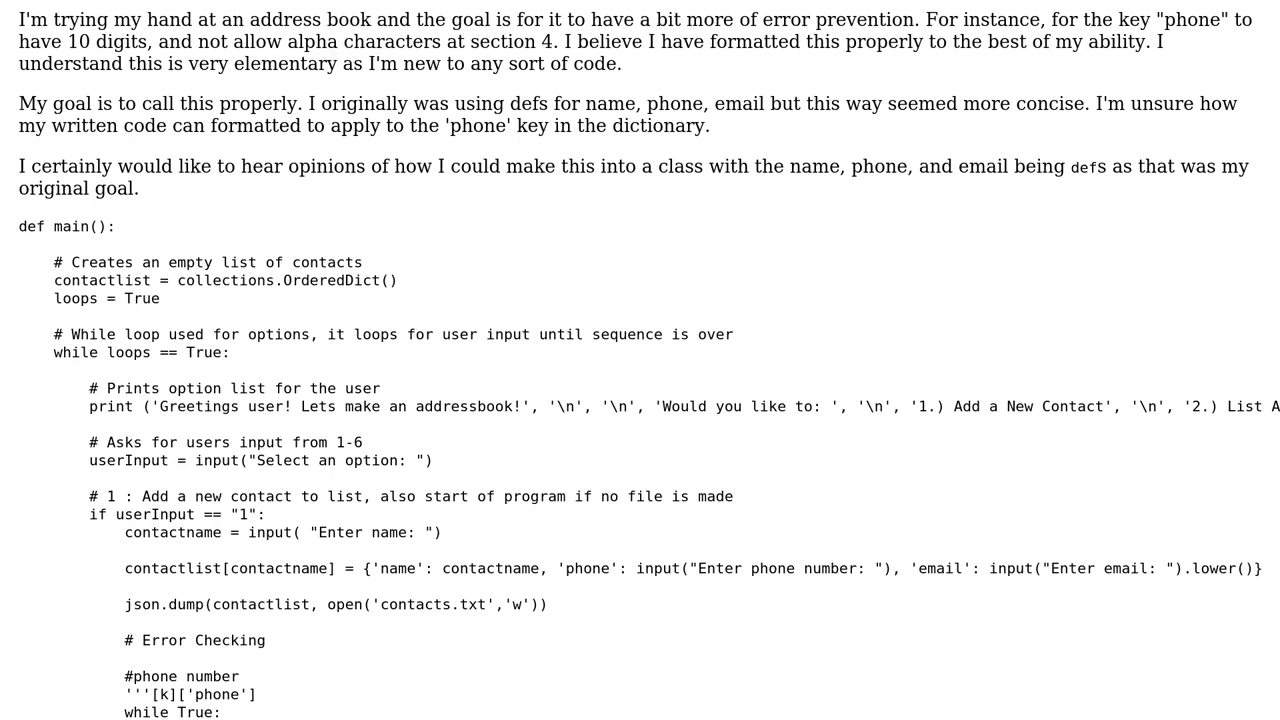 I'm trying my hand at an address book and the goal is for it to have a bit more of error prevention. For instance, for the key "phone" to
have 10 digits, and not allow alpha characters at section 4. I believe I have formatted this properly to the best of my ability. I
understand this is very elementary as I'm new to any sort of code.
My goal is to call this properly. I originally was using defs for name, phone, email but this way seemed more concise. I'm unsure how
my written code can formatted to apply to the 'phone' key in the dictionary.
I certainly would like to hear opinions of how I could make this into a class with the name, phone, and email being defs as that was my
original goal.
def main():
    # Creates an empty list of contacts
    contactlist = collections.OrderedDict()
    loops = True
    # While loop used for options, it loops for user input until sequence is over
    while loops == True:
        # Prints option list for the user
        print ('Greetings user! Lets make an addressbook!', '\n', '\n', 'Would you like to: ', '\n', '1.) Add a New Contact', '\n', '2.) List A
        # Asks for users input from 1-6
        userInput = input("Select an option: ")
        # 1 : Add a new contact to list, also start of program if no file is made
        if userInput == "1":
            contactname = input( "Enter name: ")
            contactlist[contactname] = {'name': contactname, 'phone': input("Enter phone number: "), 'email': input("Enter email: ").lower()}
            json.dump(contactlist, open('contacts.txt','w'))
            # Error Checking
            #phone number
            '''[k]['phone']
            while True: